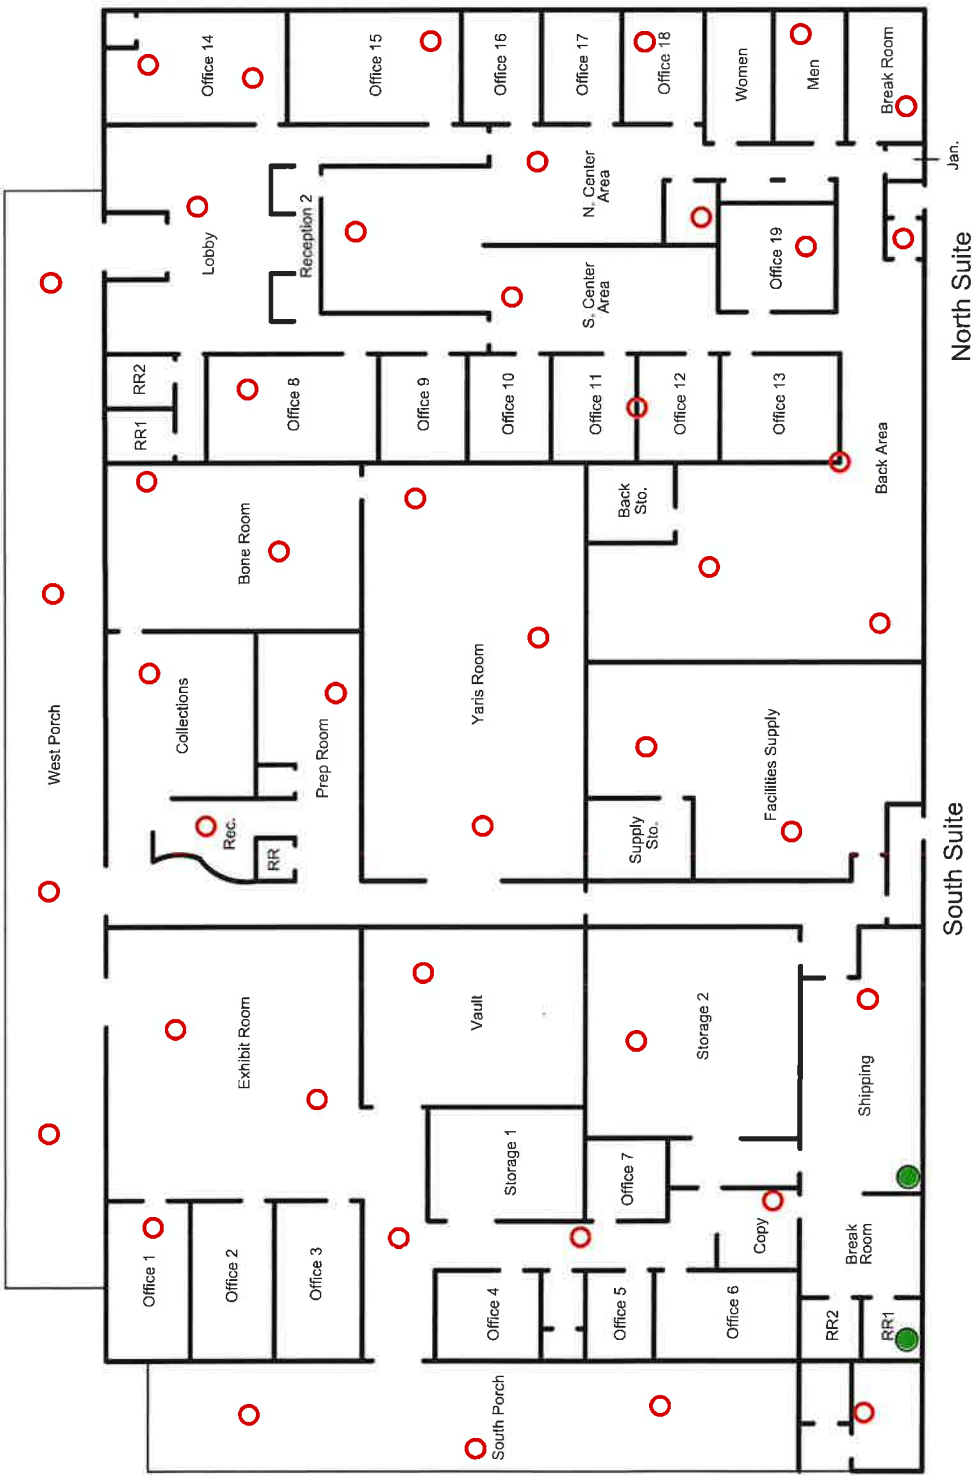 Office 14
Office 15
Office 16
Office 17
Office 18
Women
Men
Break Room
Jan.
Lobby
Reception 2
N. Center
Area
S. Center
Area
Office 19
North Suite
RR2
RR1
Office 8
Office 9
Office 10
Office 11
Office 12
Office 13
Back Area
Bone Room
Back
Sto.
West Porch
Collections
Prep Room
Yaris Room
Facilities Supply
Rec.
RR
Supply
Sto.
South Suite
Exhibit Room
Vault
Storage 2
Shipping
Storage 1
Office 7
Copy
Break
Room
Office 1
Office 2
Office 3
Office 4
Office 5
Office 6
RR2
RR1
South Porch